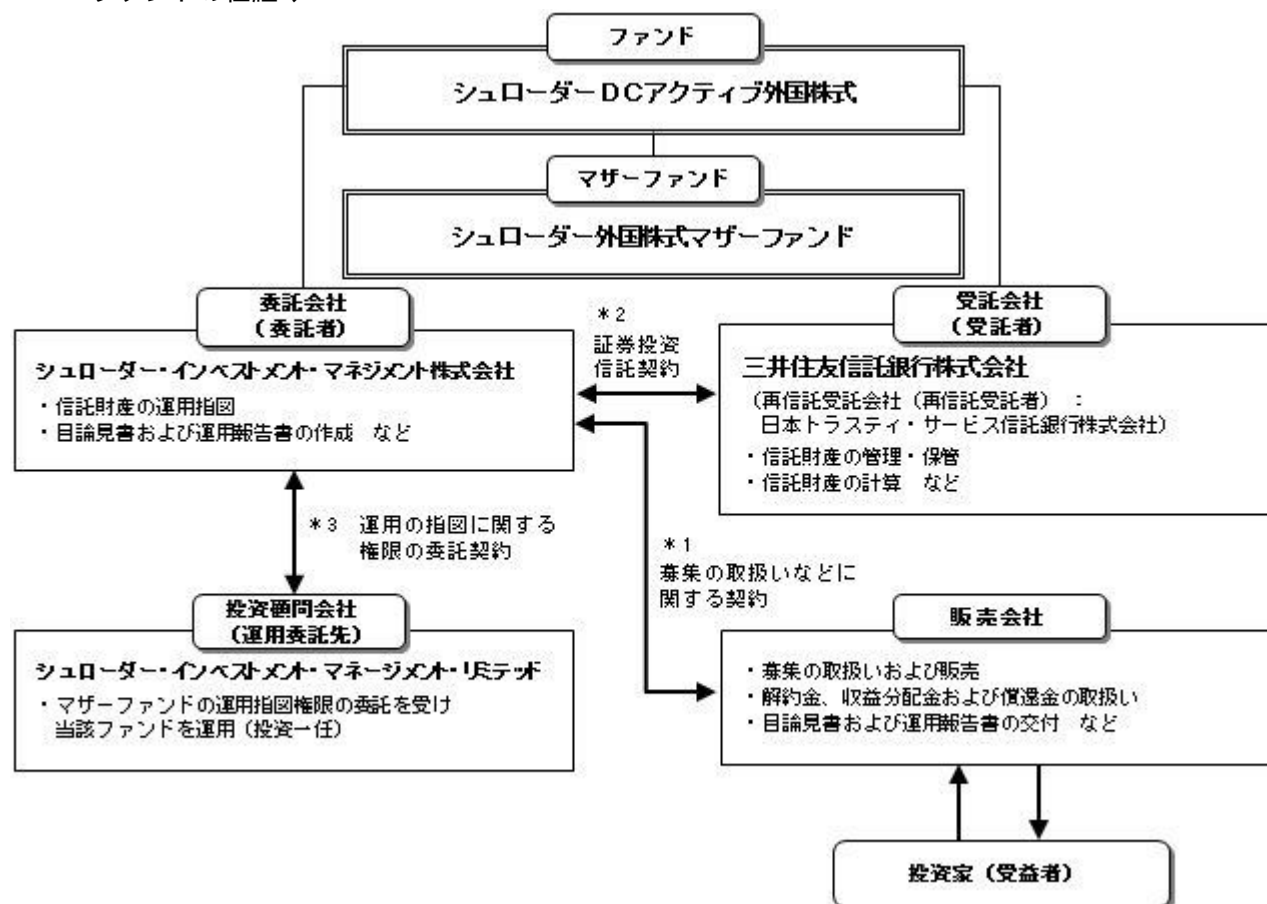 ファンド
シュローダーDCアクティブ外国株式
マザーファンド
シュローダー外国株式マザーファンド
委託会社
(委託者)
シュローダー・インベストメント・マネジメント株式会社
・信託財産の運用指図
・目論見書および運用報告書の作成 など
*2
証券投資
信託契約
受託会社
(受託者)
三井住友信託銀行株式会社
(再信託受託会社(再信託受託者) :
日本トラスティ・サービス信託銀行株式会社)
・信託財産の管理・保管
・信託財産の計算 など
*3 運用の指図に関する
権限の委託契約
*1
募集の取扱いなどに
関する契約
投資顧問会社
(運用委託先)
シュローダー・インベストメント・マネージメント・リミテッド
・マザーファンドの運用指図権限の委託を受け
当該ファンドを運用(投資一任)
販売会社
・募集の取扱いおよび販売
・解約金、収益分配金および償還金の取扱い
・目論見書および運用報告書の交付 など
投資家(受益者)